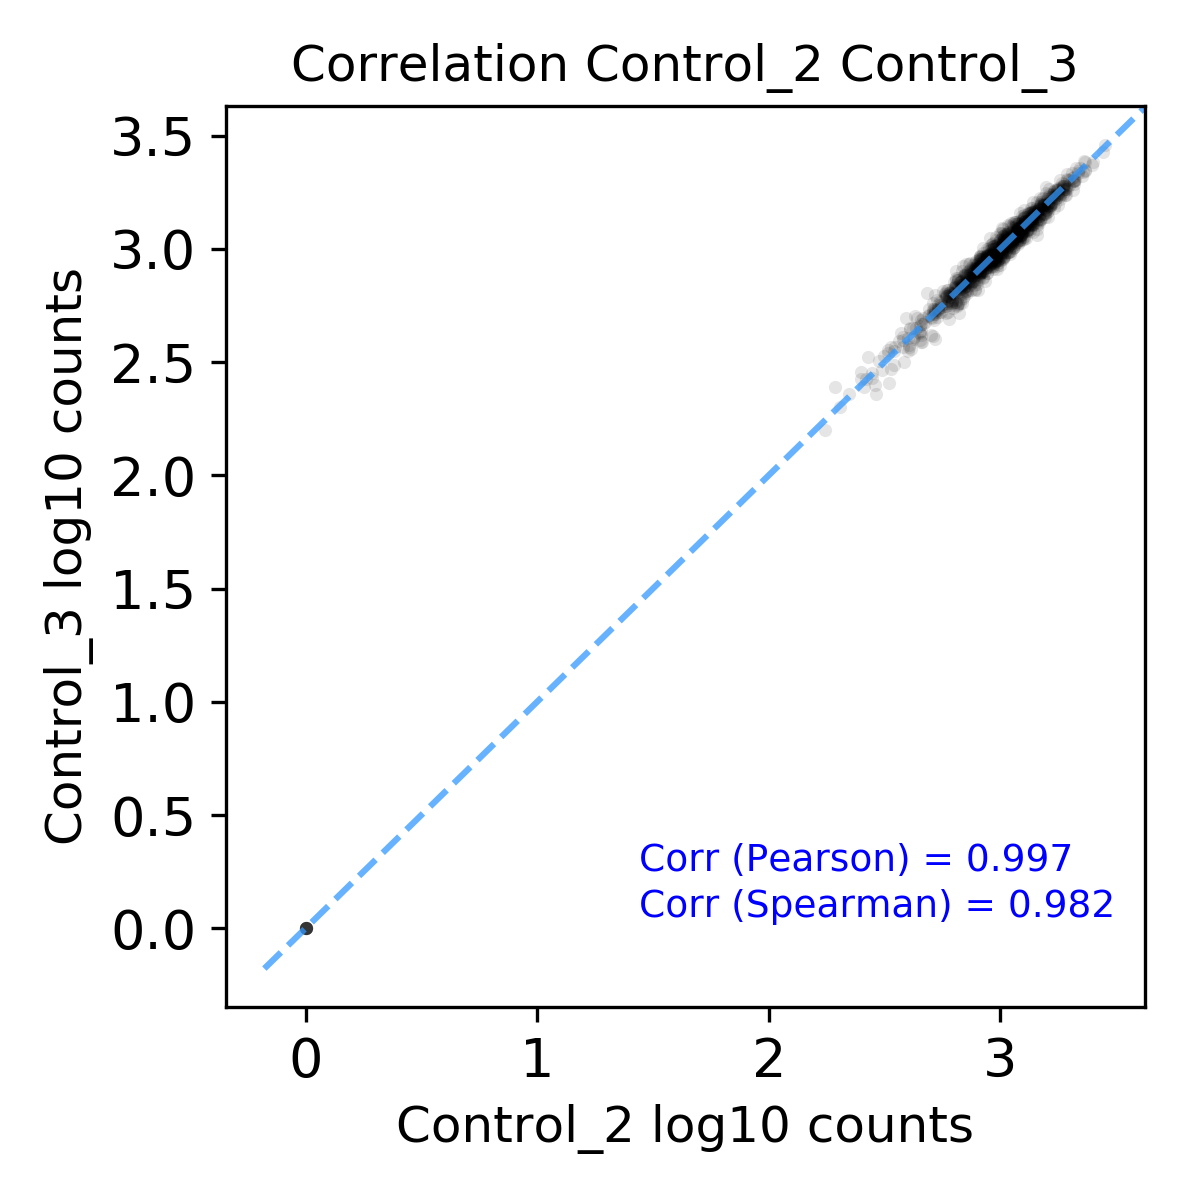 Correlation Control_2 Control_3
3.5
3.0
2.5
2.0
1.5
1.0
0.5
0.0
Control_3 log10 counts
Corr (Pearson) = 0.997
Corr (Spearman) = 0.982
0 1 2 3
Control_2 log10 counts